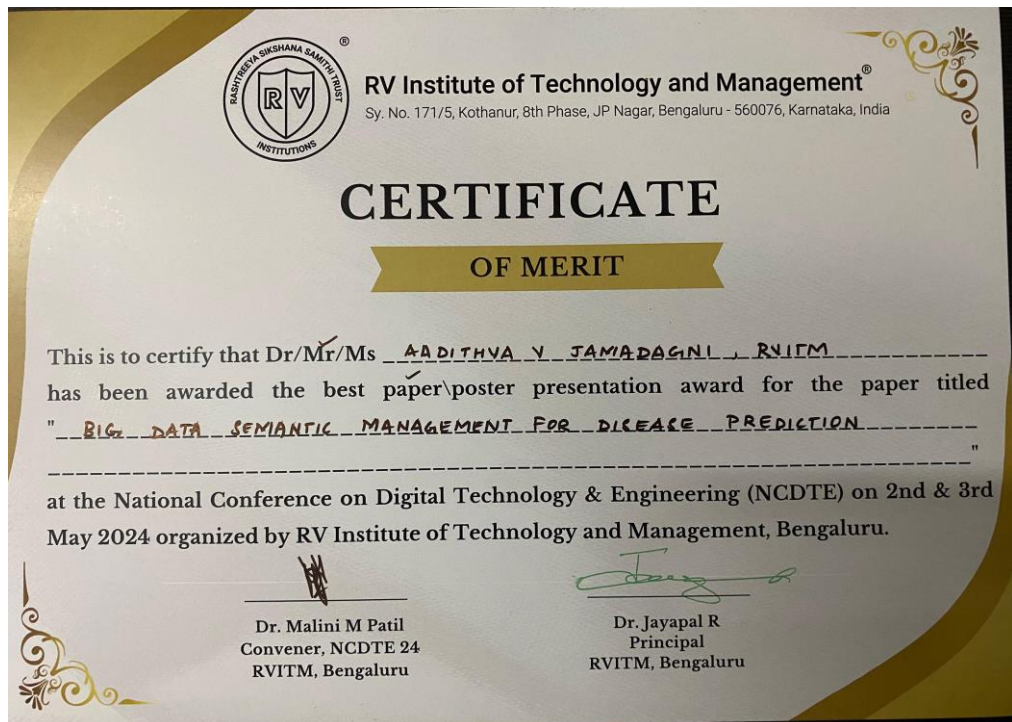 RASHTREEYA SIKSHANA SAMITHI TRUST
®
RV
INSTITUTIONS
RV Institute of Technology and Management®
Sy. No. 171/5, Kothanur, 8th Phase, JP Nagar, Bengaluru - 560076, Karnataka, India
CERTIFICATE
OF MERIT
This is to certify that Dr/Mr/Ms AADITHVA V JAMADAGNI, RVITM
has been awarded the best paper\poster presentation award for the paper titled
"BIG DATA SEMANTIC MANAGEMENT FOR DISEASE PREDICTION
"
at the National Conference on Digital Technology & Engineering (NCDTE) on 2nd & 3rd
May 2024 organized by RV Institute of Technology and Management, Bengaluru.
Dr. Malini M Patil
Convener, NCDTE 24
RVITM, Bengaluru
Dr. Jayapal R
Principal
RVITM, Bengaluru